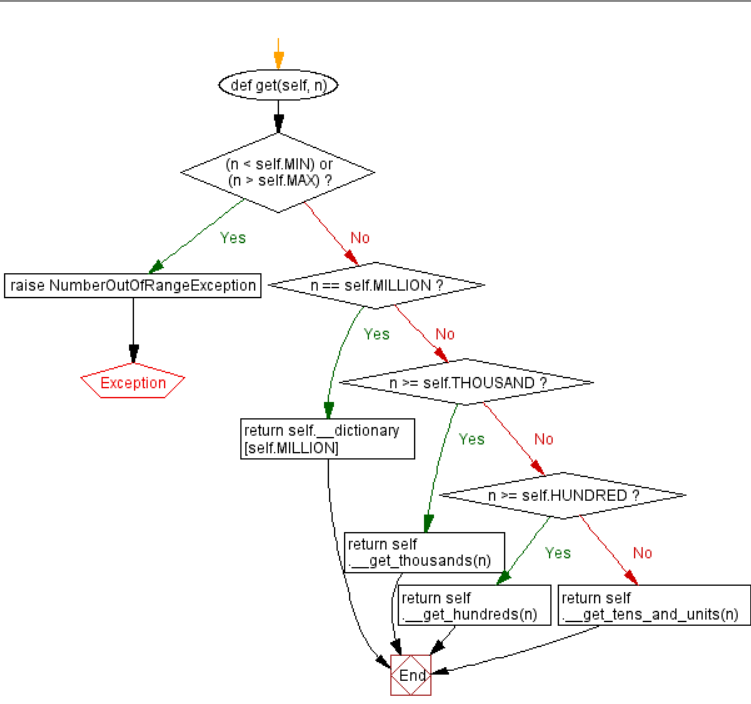 def get(self, n)
(n < self.MIN) or
(n > self.MAX) ?
Yes
No
raise NumberOutOfRangeException
n == self.MILLION ?
Yes
No
Exception
n >= self.THOUSAND ?
return self.__dictionary
[self.MILLION]
Yes
No
n >= self.HUNDRED ?
return self
.__get_thousands(n)
Yes
No
return self
.__get_hundreds(n)
return self
.__get_tens_and_units(n)
End